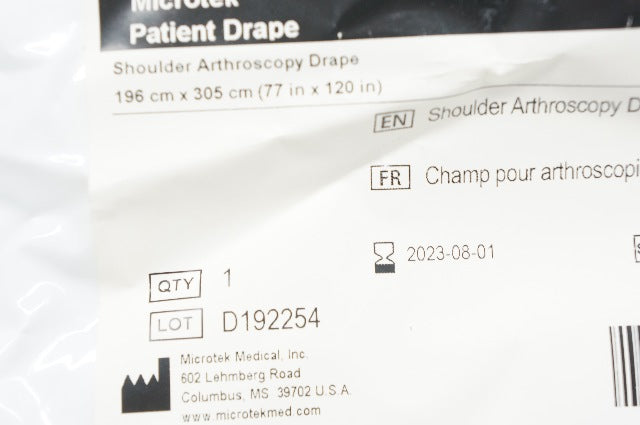 Microtek
Patient Drape
Shoulder Arthroscopy Drape
196 cm x 305 cm (77 in x 120 in)
EN Shoulder Arthroscopy D
FR Champ pour arthroscopi
2023-08-01
QTY 1
LOT D192254
Microtek Medical, Inc.
602 Lehmberg Road
Columbus, MS 39702 U.S.A.
www.microtekmed.com